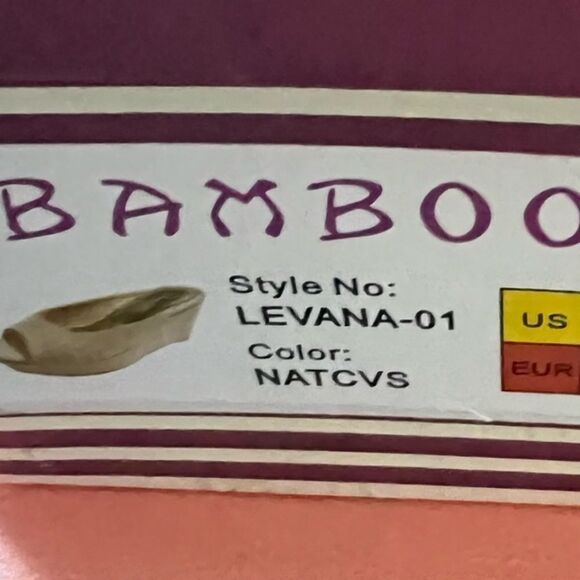 BAMBOO
Style No:
LEVANA-01
Color:
NATCVS
US
EUR